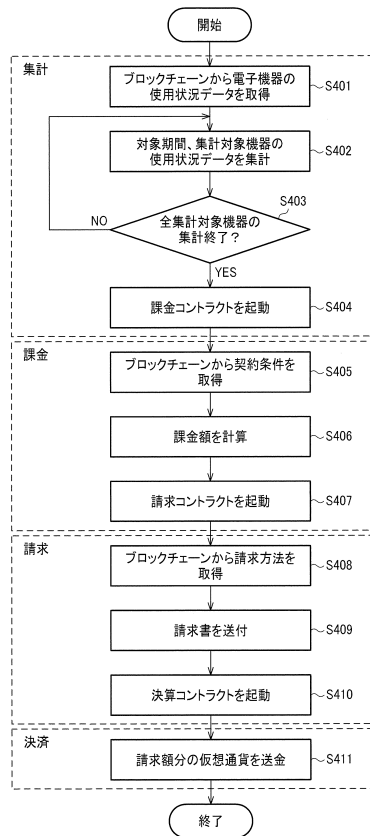 開始
集計
ブロックチェーンから電子機器の
使用状況データを取得
S401
対象期間、集計対象機器の
使用状況データを集計
S402
S403
全集計対象機器の
集計終了?
NO
YES
課金コントラクトを起動
S404
課金
ブロックチェーンから契約条件を
取得
S405
課金額を計算
S406
請求コントラクトを起動
S407
請求
ブロックチェーンから請求方法を
取得
S408
請求書を送付
S409
決算コントラクトを起動
S410
決済
請求額分の仮想通貨を送金
S411
終了